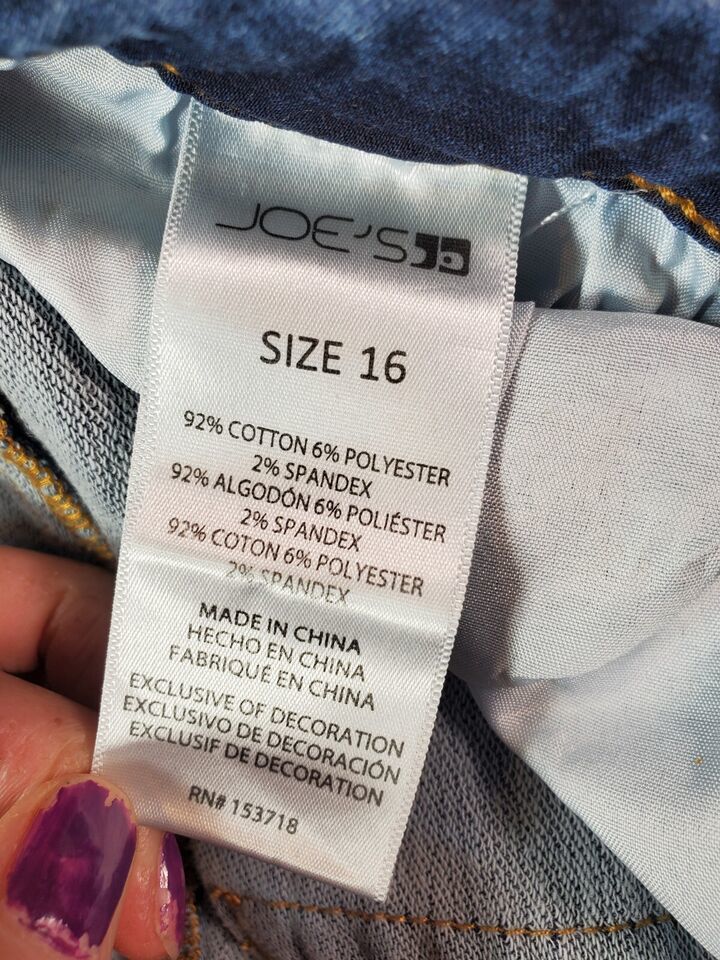 JOE'S
SIZE 16
92% COTTON 6% POLYESTER
2% SPANDEX
92% ALGODÓN 6% POLIÉSTER
2% SPANDEX
92% COTON 6% POLYESTER
2% SPANDEX
MADE IN CHINA
HECHO EN CHINA
FABRIQUÉ EN CHINA
EXCLUSIVE OF DECORATION
EXCLUSIVO DE DECORACIÓN
EXCLUSIF DE DECORATION
RN# 153718